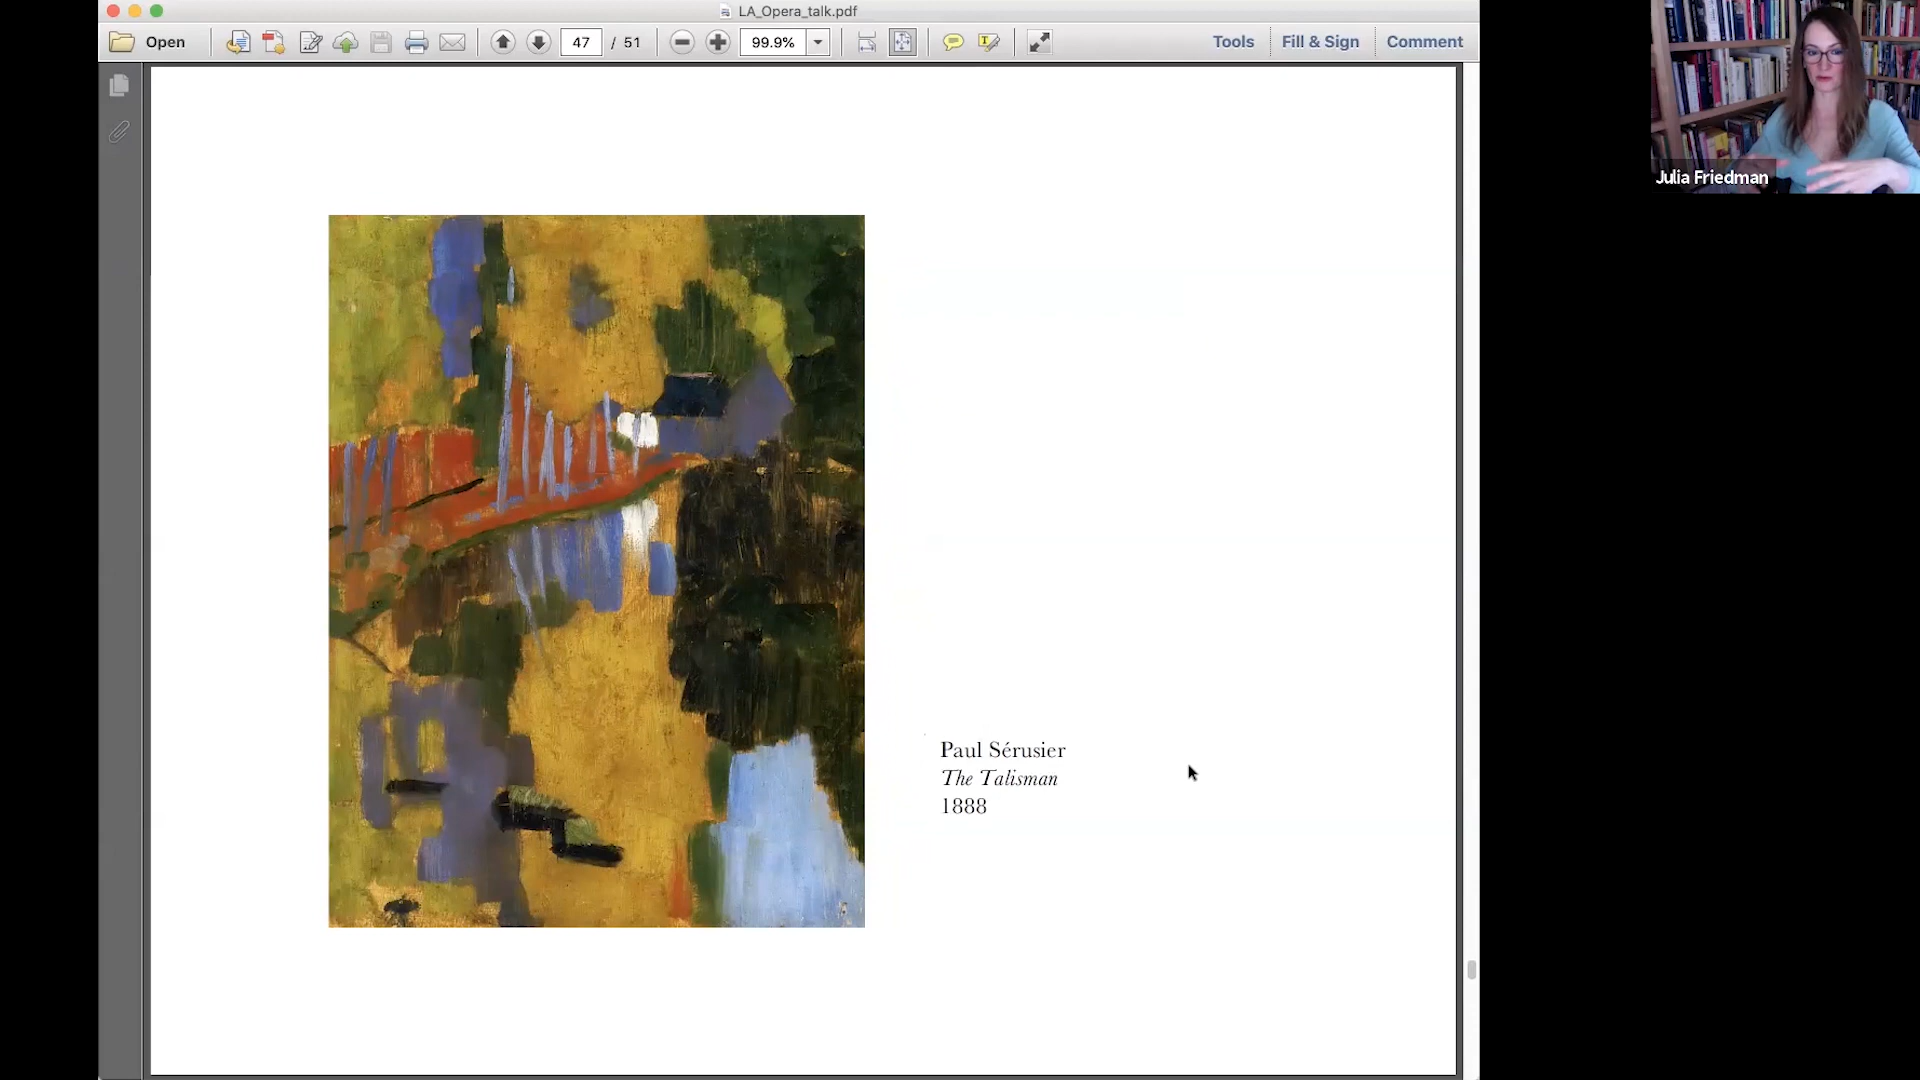 LA_Opera_talk.pdf
Open
47 / 51
99.9%
Tools
Fill & Sign
Comment
Julia Friedman
Paul Sérusier
The Talisman
1888